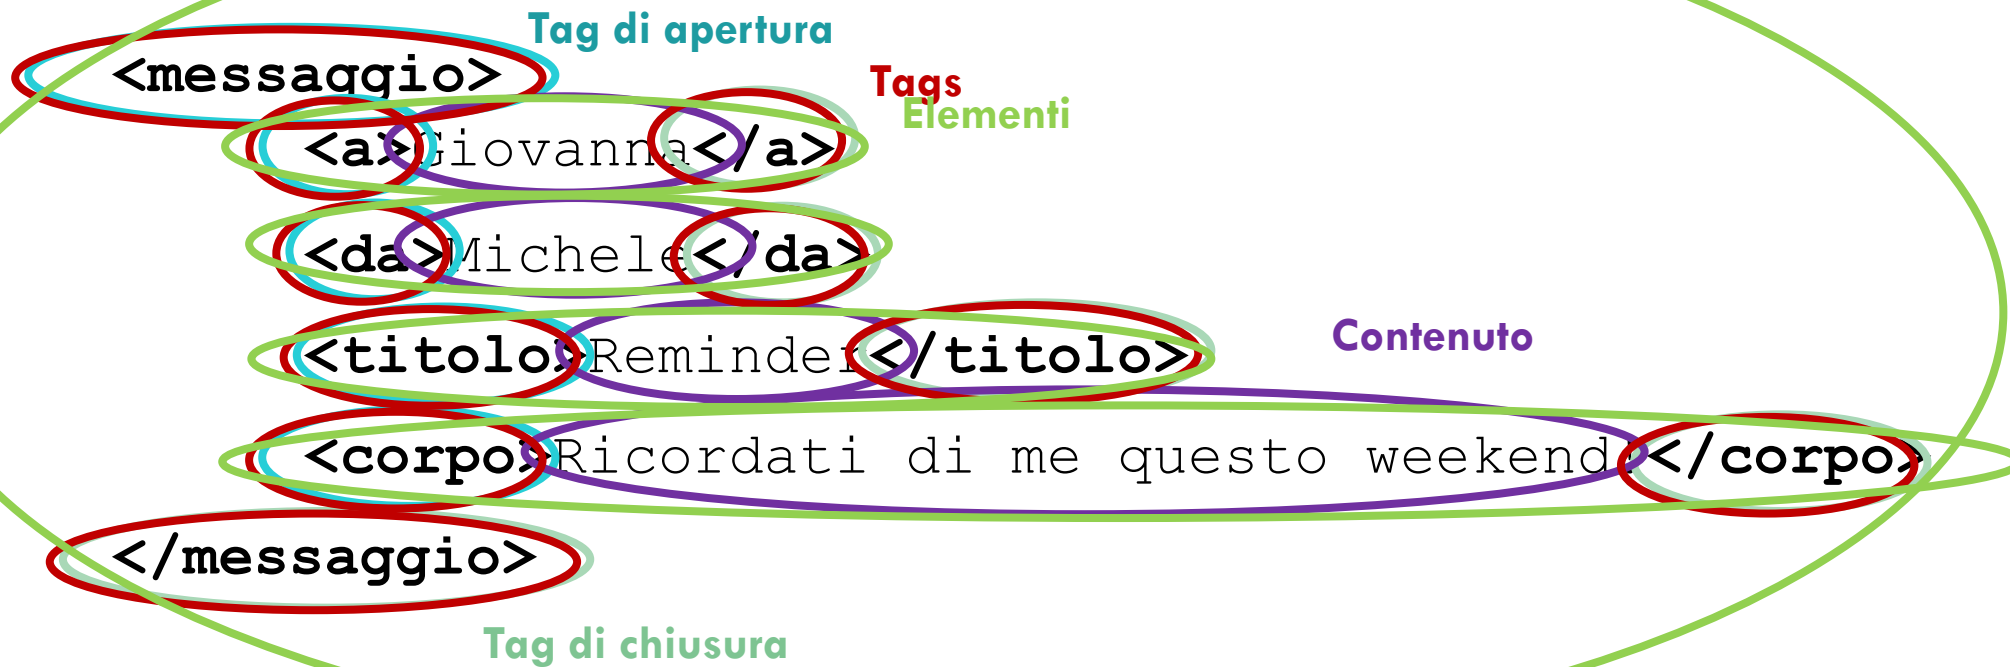 Tag di apertura
<messaggio>
Tags
Elementi
<a>Giovanna</a>
<da>Michele</da>
<titolo>Reminder</titolo>
Contenuto
<corpo>Ricordati di me questo weekend!</corpo>
</messaggio>
Tag di chiusura